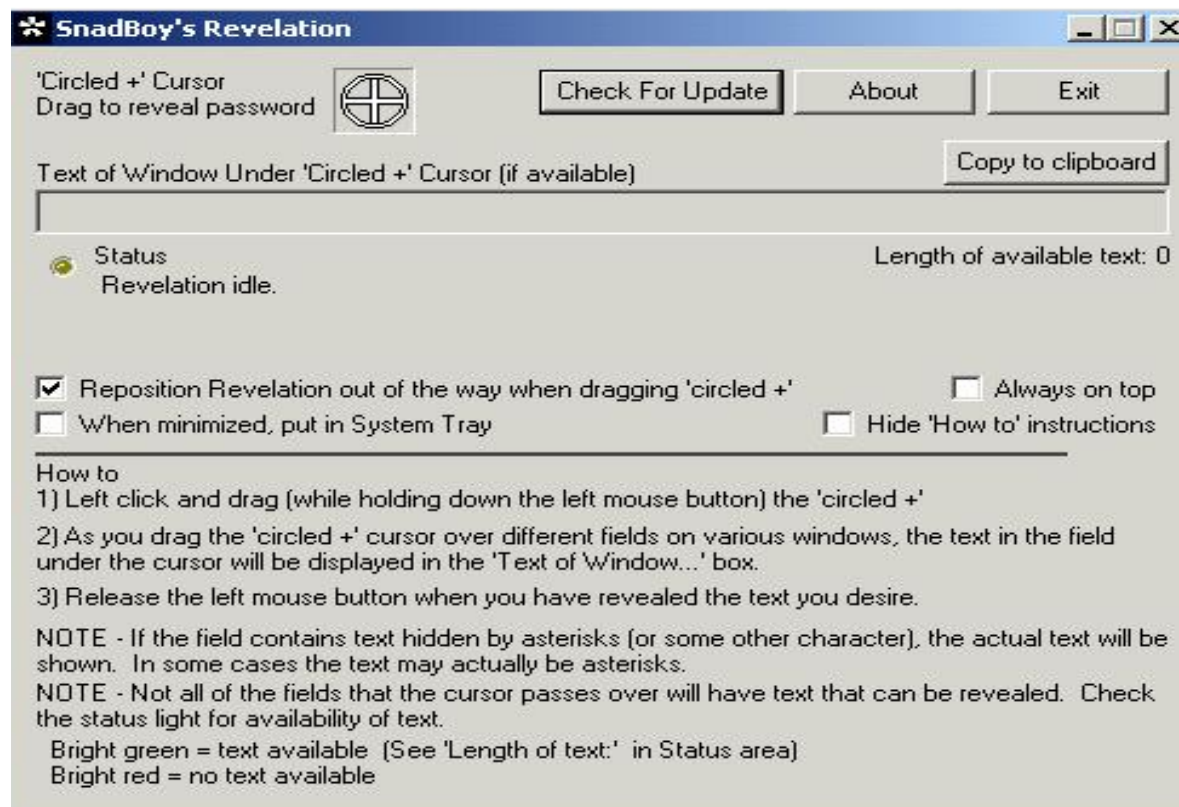 SnadBoy's Revelation
'Circled +' Cursor
Drag to reveal password
Check For Update
About
Exit
Copy to clipboard
Text of Window Under 'Circled +' Cursor (if available)
Status
Length of available text: 0
Revelation idle.
Reposition Revelation out of the way when dragging 'circled +'
Always on top
When minimized, put in System Tray
Hide 'How to' instructions
How to
1) Left click and drag (while holding down the left mouse button) the 'circled +'
2) As you drag the 'circled +' cursor over different fields on various windows, the text in the field
under the cursor will be displayed in the 'Text of Window...' box.
3) Release the left mouse button when you have revealed the text you desire.
NOTE - If the field contains text hidden by asterisks (or some other character), the actual text will be
shown. In some cases the text may actually be asterisks.
NOTE - Not all of the fields that the cursor passes over will have text that can be revealed. Check
the status light for availability of text.
Bright green = text available (See 'Length of text:' in Status area)
Bright red = no text available